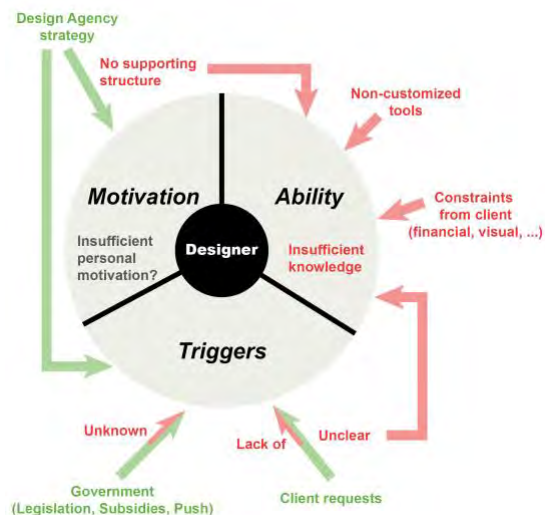 Design Agency
strategy
No supporting
structure
Non-customized
tools
Motivation
Ability
Constraints
from client
(financial, visual, ...)
Insufficient
personal
motivation?
Designer
Insufficient
knowledge
Triggers
Unknown
Lack of
Unclear
Government
(Legislation, Subsidies, Push)
Client requests